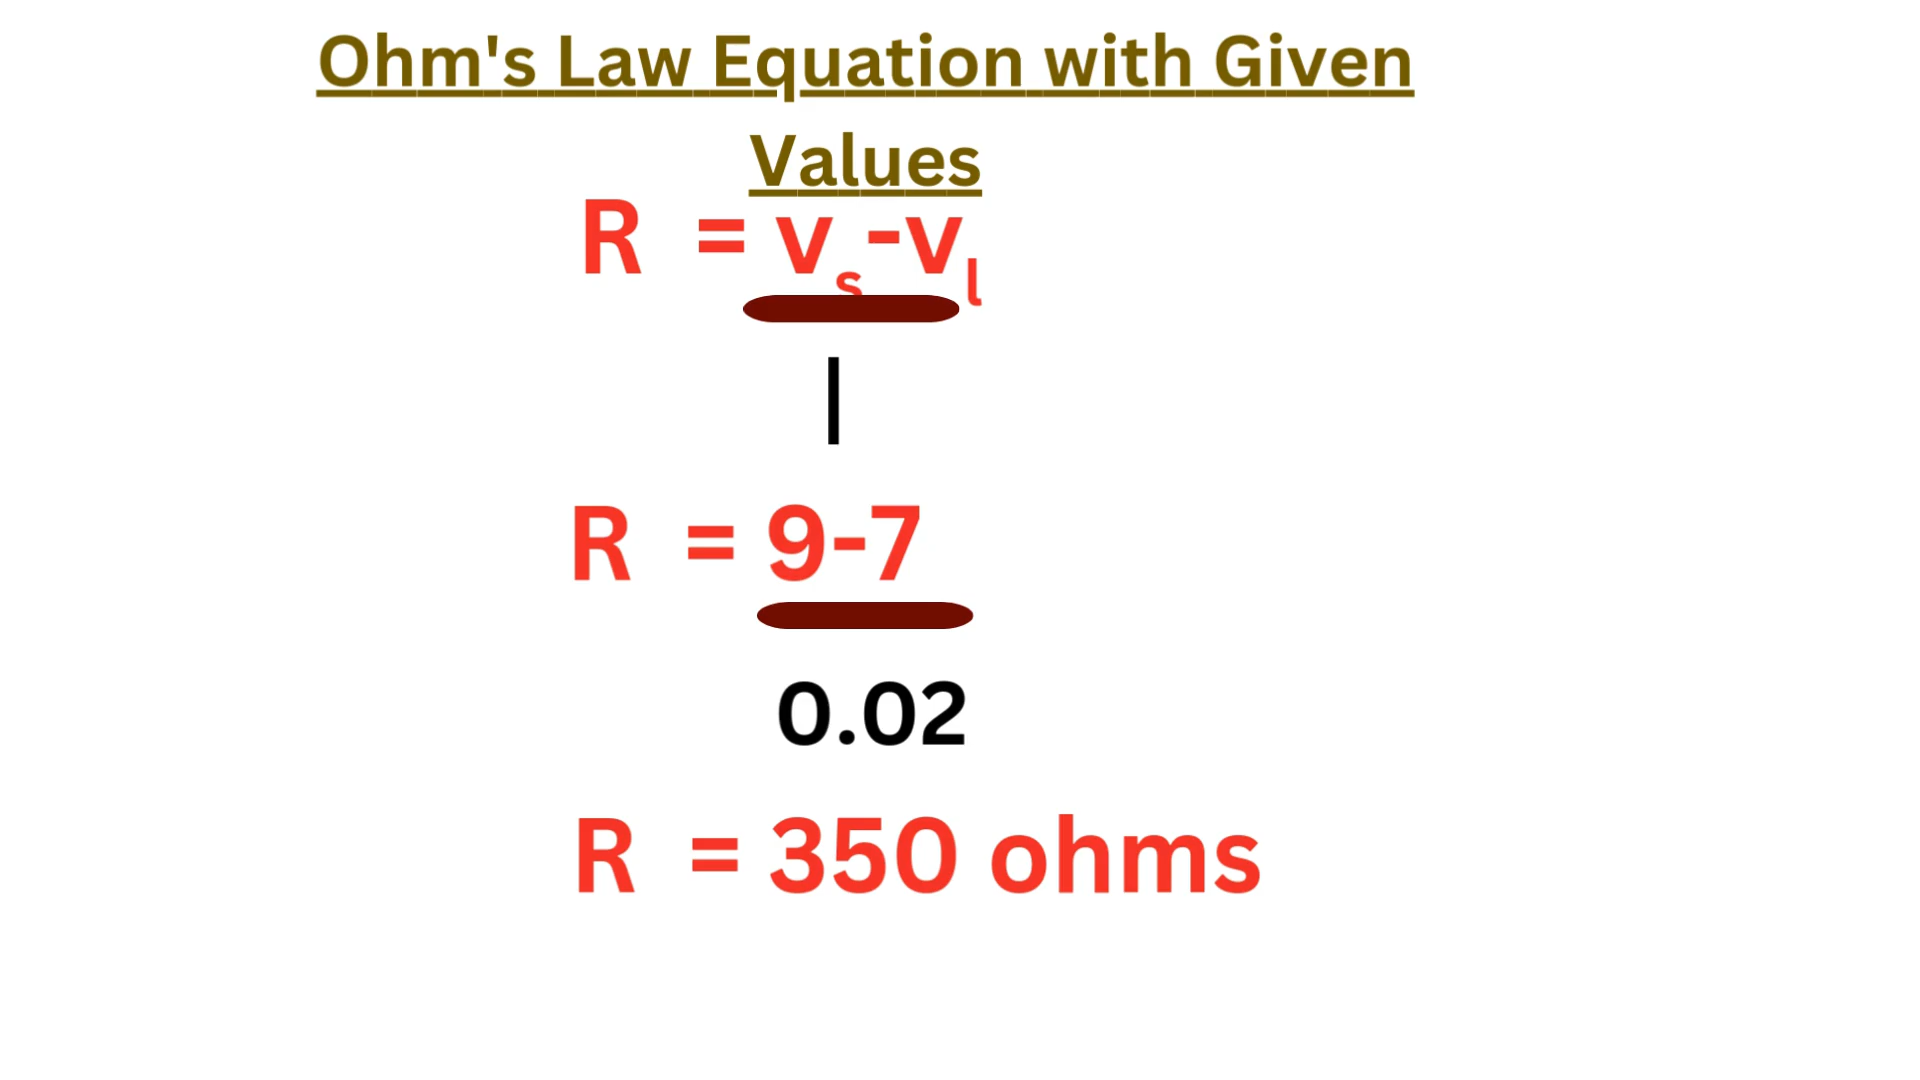 Ohm's Law Equation with Given
Values
R = vs-vl
I
R = 9-7
0.02
R = 350 ohms